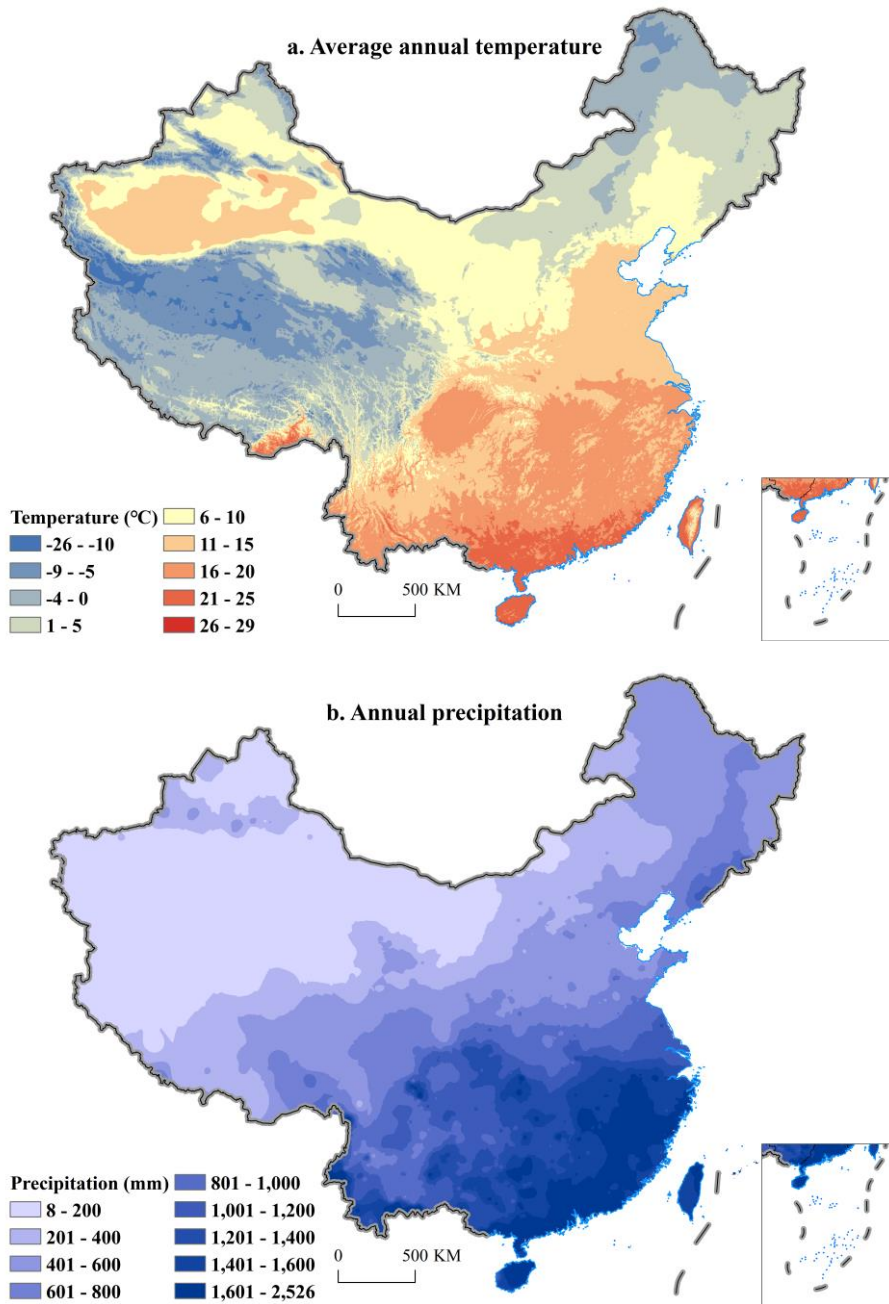 a. Average annual temperature
Temperature (°C)
-26 - -10
-9 - -5
-4 - 0
1 - 5
6 - 10
11 - 15
16 - 20
21 - 25
26 - 29
0 500 KM
b. Annual precipitation
Precipitation (mm)
8 - 200
201 - 400
401 - 600
601 - 800
801 - 1,000
1,001 - 1,200
1,201 - 1,400
1,401 - 1,600
1,601 - 2,526
0 500 KM